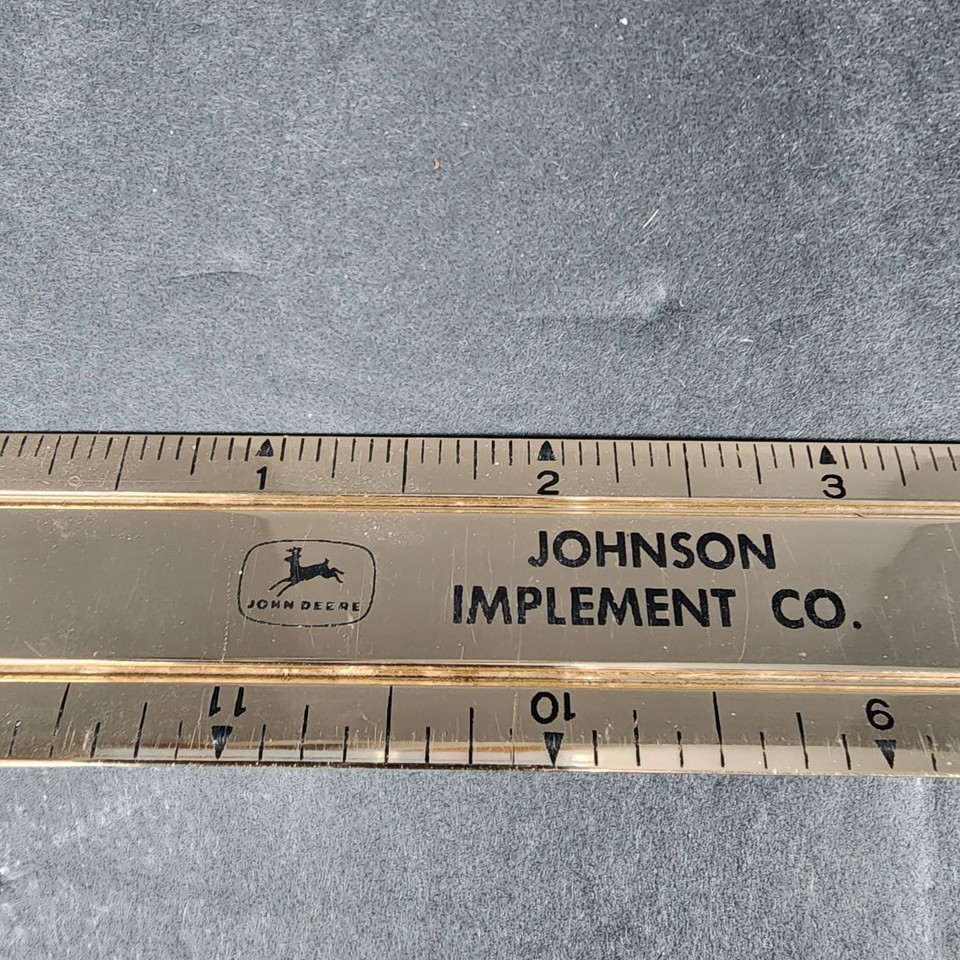 1 2 3
JOHNSON
IMPLEMENT CO.
JOHN DEERE
11 10 9